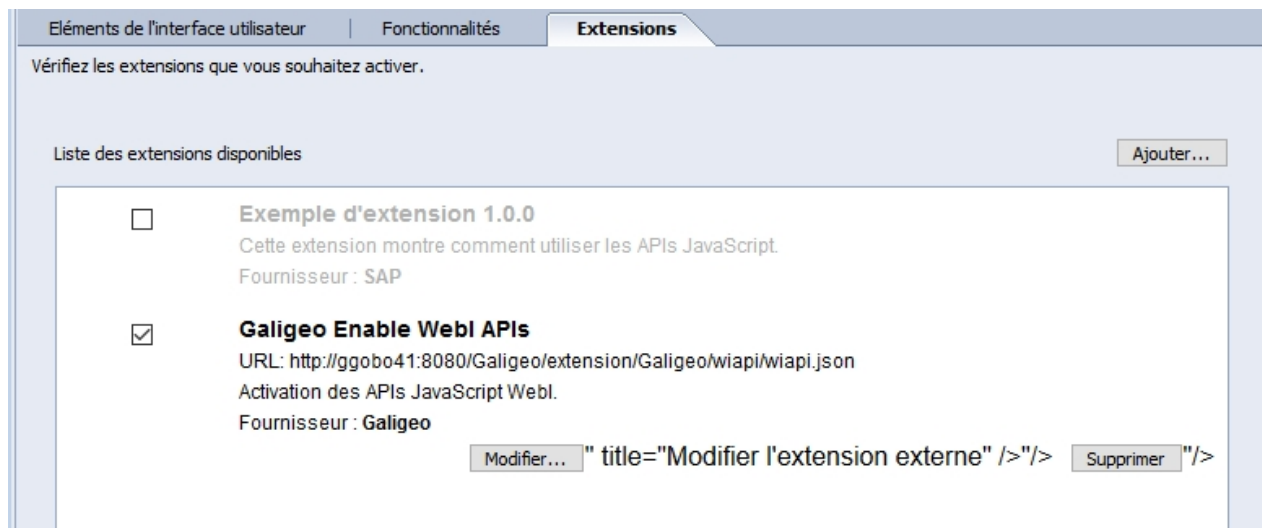 Eléments de l'interface utilisateur | Fonctionnalités Extensions
Vérifiez les extensions que vous souhaitez activer.
Liste des extensions disponibles Ajouter...
Exemple d'extension 1.0.0
Cette extension montre comment utiliser les APIs JavaScript.
Fournisseur : SAP
Galigeo Enable WebI APIs
URL: http://ggobo41:8080/Galigeo/extension/Galigeo/wiapi/wiapi.json
Activation des APIs JavaScript WebI.
Fournisseur : Galigeo
Modifier... " title="Modifier l'extension externe" />"/> Supprimer "/>